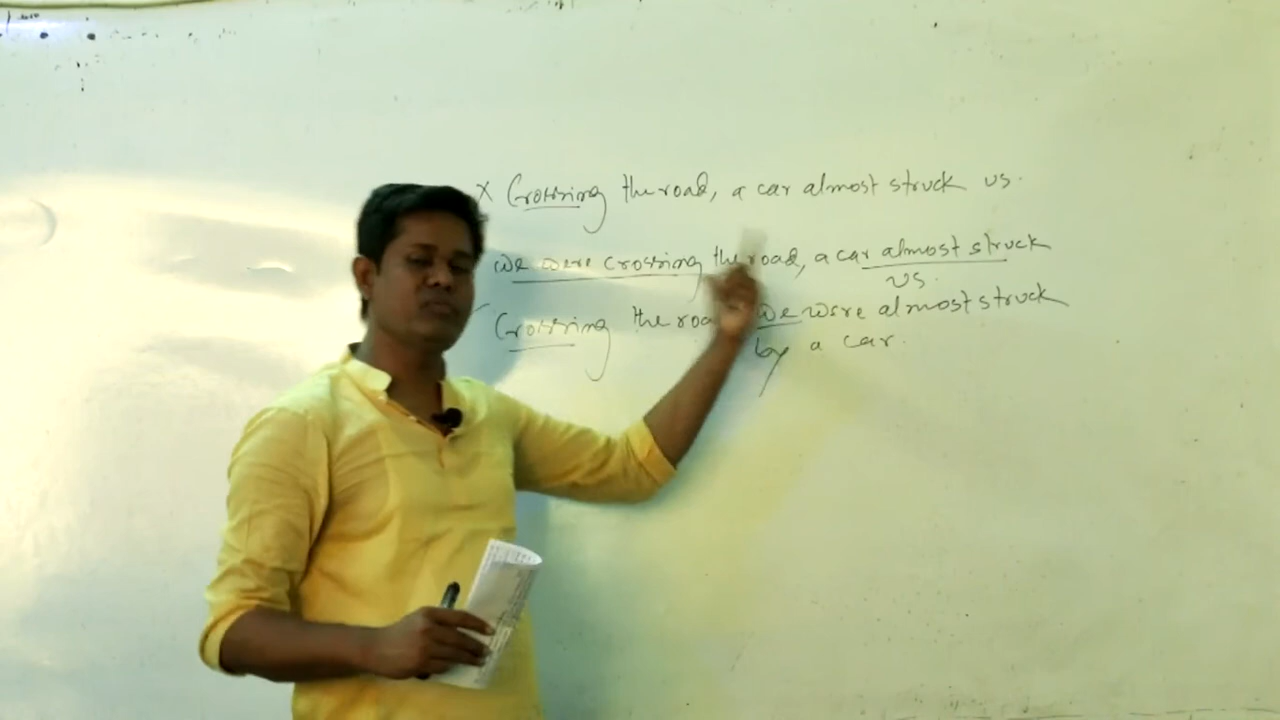 x Crossing the road, a car almost struck us.
we were crossing the road, a car almost struck
us.
Crossing the road we were almost struck
by a car.